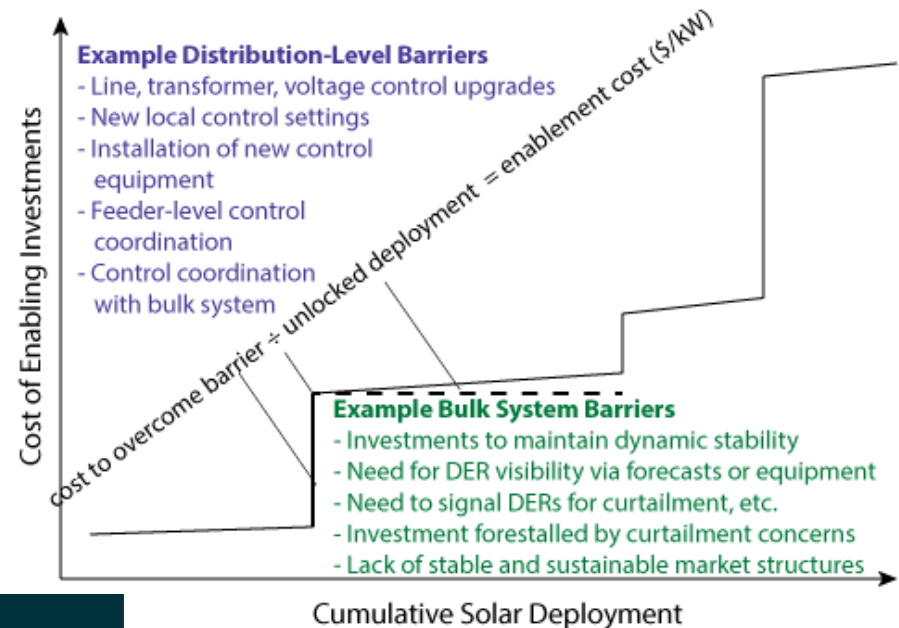 Example Distribution-Level Barriers
- Line, transformer, voltage control upgrades
- New local control settings
- Installation of new control
equipment
- Feeder-level control
coordination
- Control coordination
with bulk system
cost to overcome barrier ÷ unlocked deployment = enablement cost ($/kW)
Cost of Enabling Investments
Example Bulk System Barriers
- Investments to maintain dynamic stability
- Need for DER visibility via forecasts or equipment
- Need to signal DERs for curtailment, etc.
- Investment forestalled by curtailment concerns
- Lack of stable and sustainable market structures
Cumulative Solar Deployment